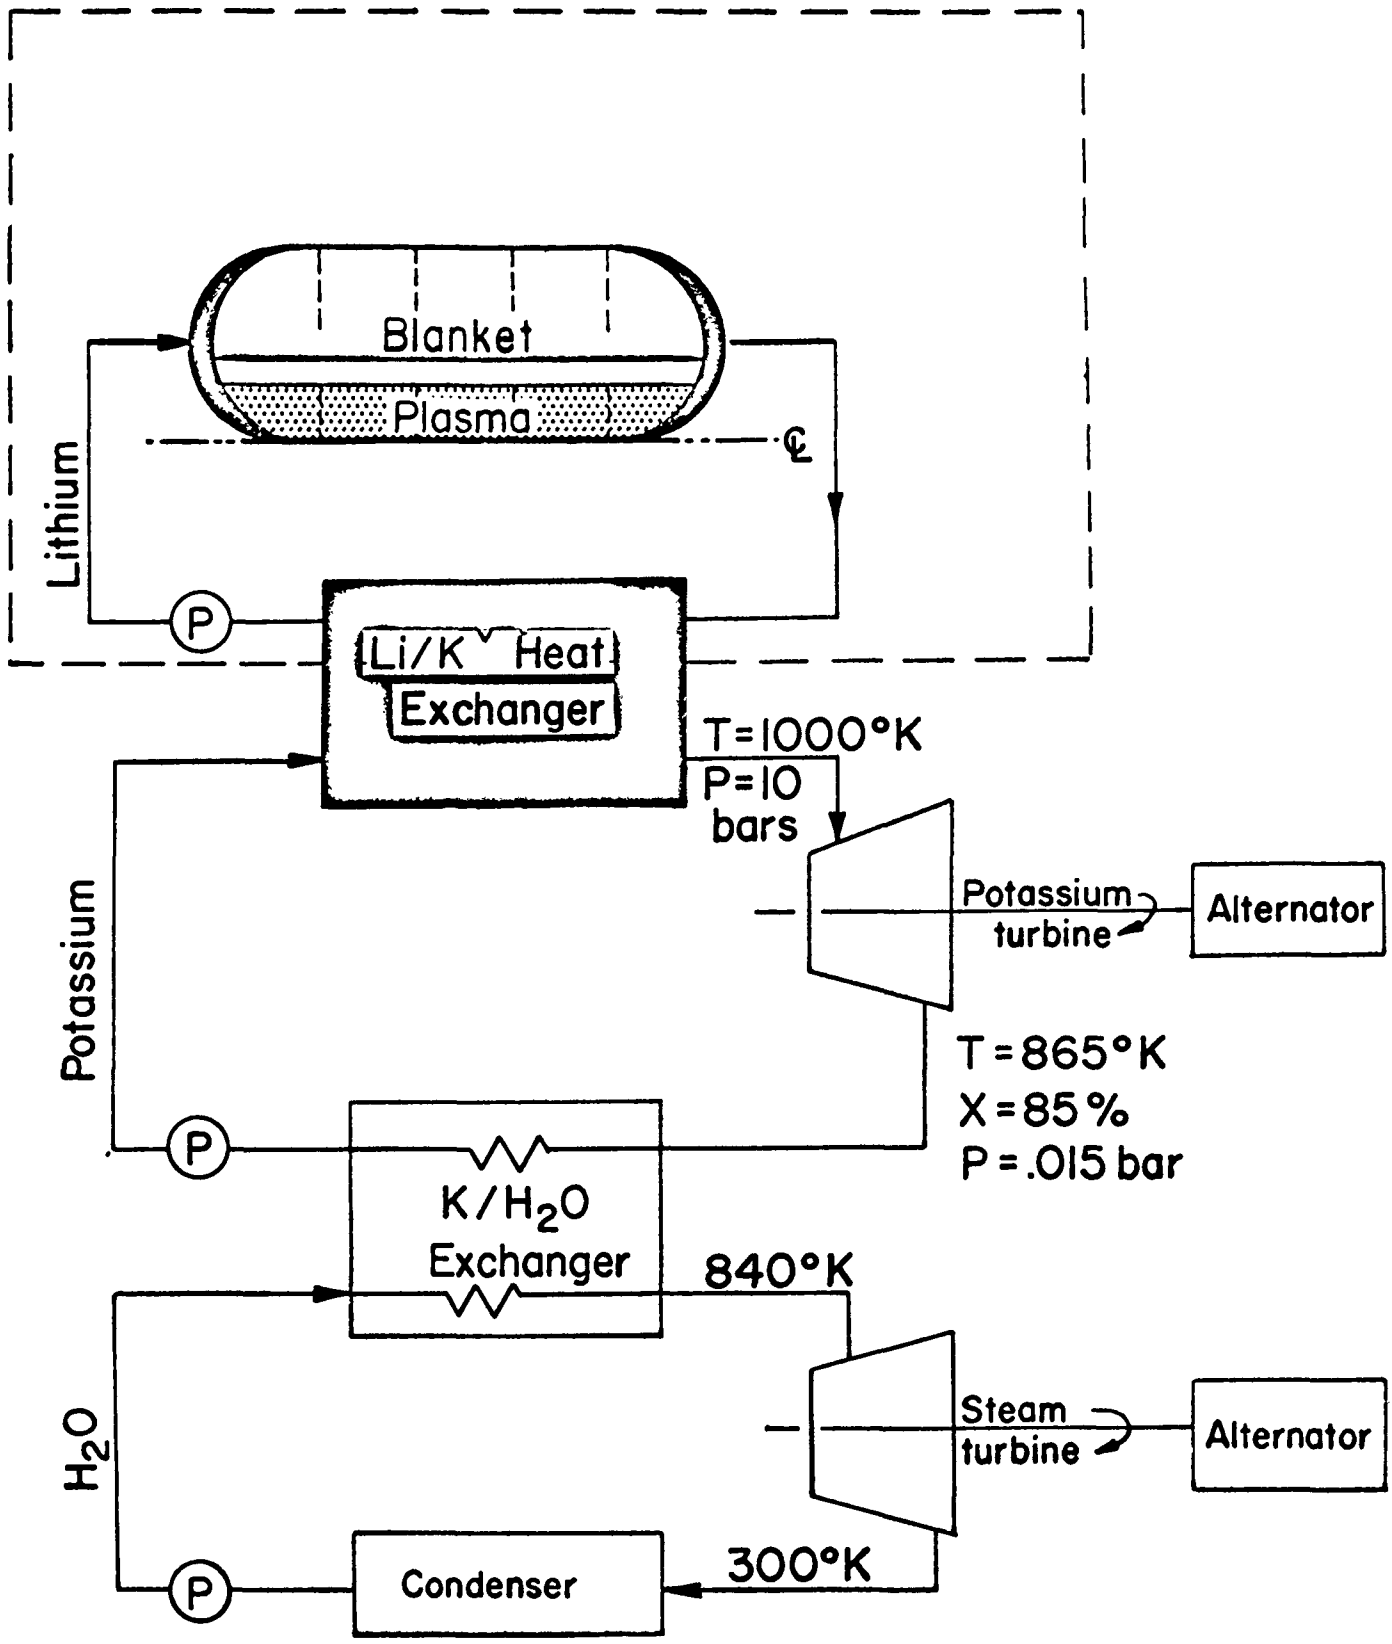 Blanket
Plasma
℄
Lithium
P
Li/K Heat
Exchanger
T=1000°K
P=10
bars
Potassium
turbine
Alternator
Potassium
T=865°K
X=85%
P=.015 bar
P
K/H₂O
Exchanger
840°K
H₂O
Steam
turbine
Alternator
300°K
P
Condenser